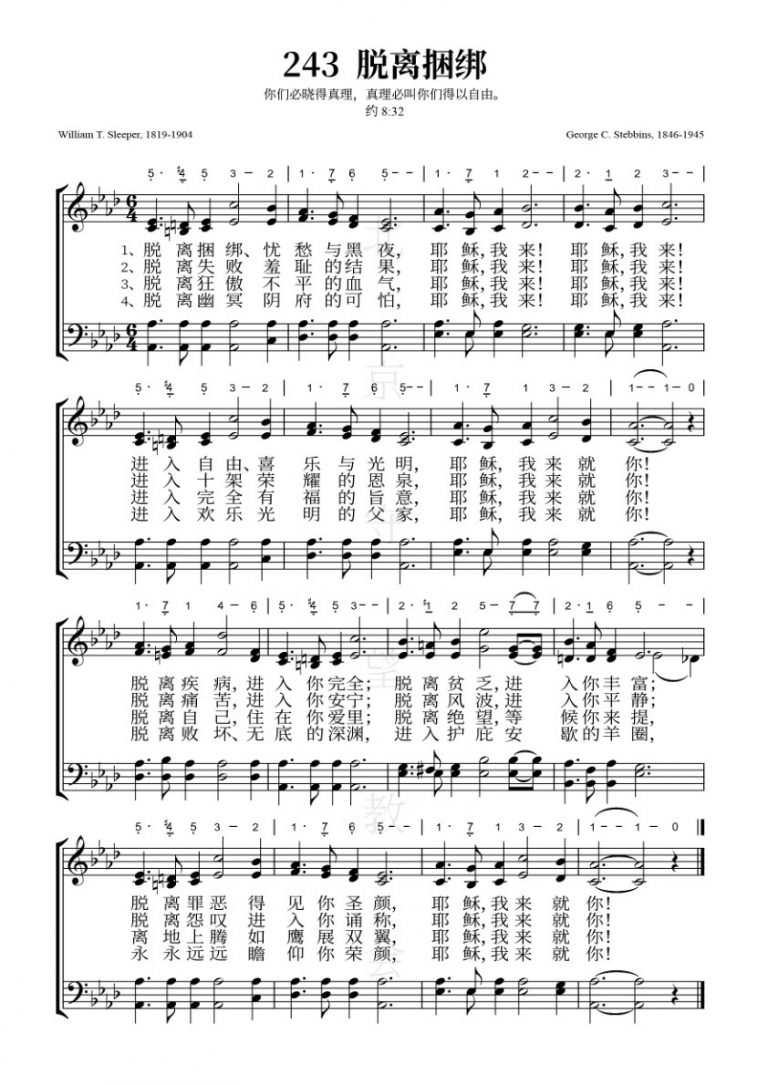 243 脱离捆绑
你们必晓得真理，真理必叫你们得以自由。
约 8:32
William T. Sleeper, 1819-1904
George C. Stebbins, 1846-1945
5· #4 5 3 – 2 | 1 · 7 6 5 – – | 1 · 7 1 2 – – | 2 · 1 2 3 – – |
1、脱离捆绑、忧愁与黑夜，耶稣，我来！耶稣，我来！
2、脱离失败羞耻的结果，耶稣，我来！耶稣，我来！
3、脱离狂傲不平的血气，耶稣，我来！耶稣，我来！
4、脱离幽冥阴府的可怕，耶稣，我来！耶稣，我来！
5· #4 5 3 – 2 | 1 · 7 6 5 – – | 1 · 7 1 3 – 2 | 1 – – 1 – 0 |
进入自由、喜乐与光明，耶稣，我来就你！
进入十架荣耀的恩泉，耶稣，我来就你！
进入完全有福的旨意，耶稣，我来就你！
进入欢乐光明的父家，耶稣，我来就你！
1 · 7 1 4 – 6 | 5 · #4 5 3 – – | 2 · #1 2 5 – 7 7 | 2 · 1 6 5 – – |
脱离疾病，进入你完全；脱离贫乏，进入你丰富；
脱离痛苦，进入你安宁；脱离风波，进入你平静；
脱离自己，住在你爱里；脱离绝望，等候你来提，
脱离败坏、无底的深渊，进入护庇安歇的羊圈，
5· #4 5 3 – 2 | 1 · 7 6 5 – – | 1 · 7 1 3 – 2 | 1 – – 1 – 0
脱离罪恶得见你圣颜，耶稣，我来就你！
脱离怨叹进入你诵称，耶稣，我来就你！
离地上腾如鹰展双翼，耶稣，我来就你！
永永远远瞻仰你荣颜，耶稣，我来就你！